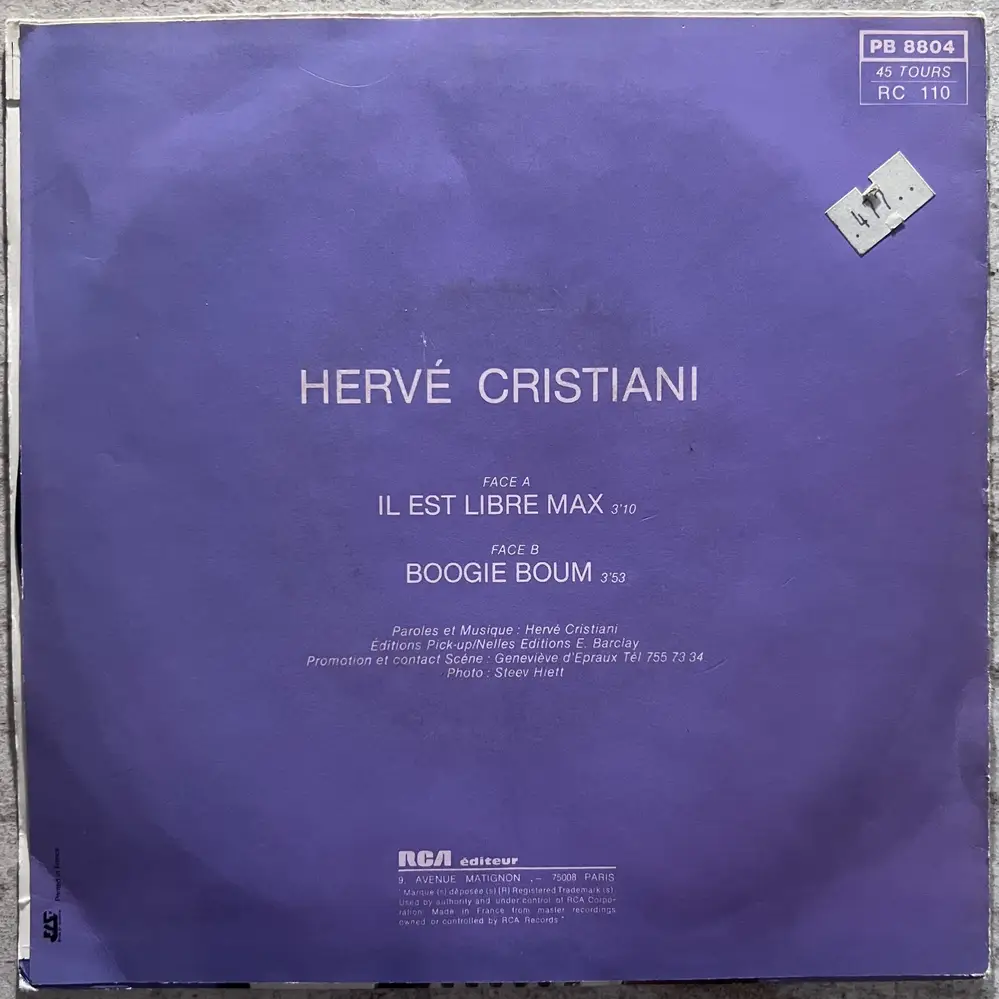 PB 8804
45 TOURS
RC 110
HERVÉ CRISTIANI
FACE A
IL EST LIBRE MAX 3'10
FACE B
BOOGIE BOUM 3'53
Paroles et Musique : Hervé Cristiani
Éditions Pick-up/Nelles Editions E. Barclay
Promotion et contact Scène : Geneviève d'Epraux Tél 755 73 34
Photo : Steev Hiett
RCA éditeur
9, AVENUE MATIGNON .– 75008 PARIS
"Marque (s) déposée (s) (R) Registered Trademark (s).
Used by authority and under control of RCA Corpo-
ration. Made in France from master recordings
owned or controlled by RCA Records"
Printed in France